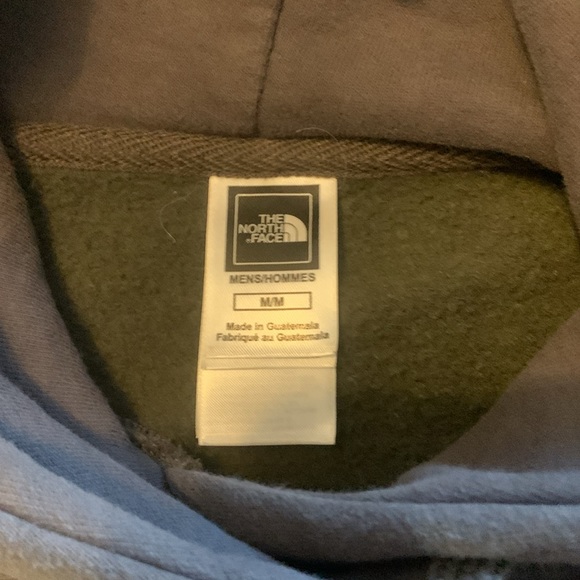 THE
NORTH
FACE
MENS/HOMMES
M/M
Made in Guatemala
Fabriqué au Guatemala